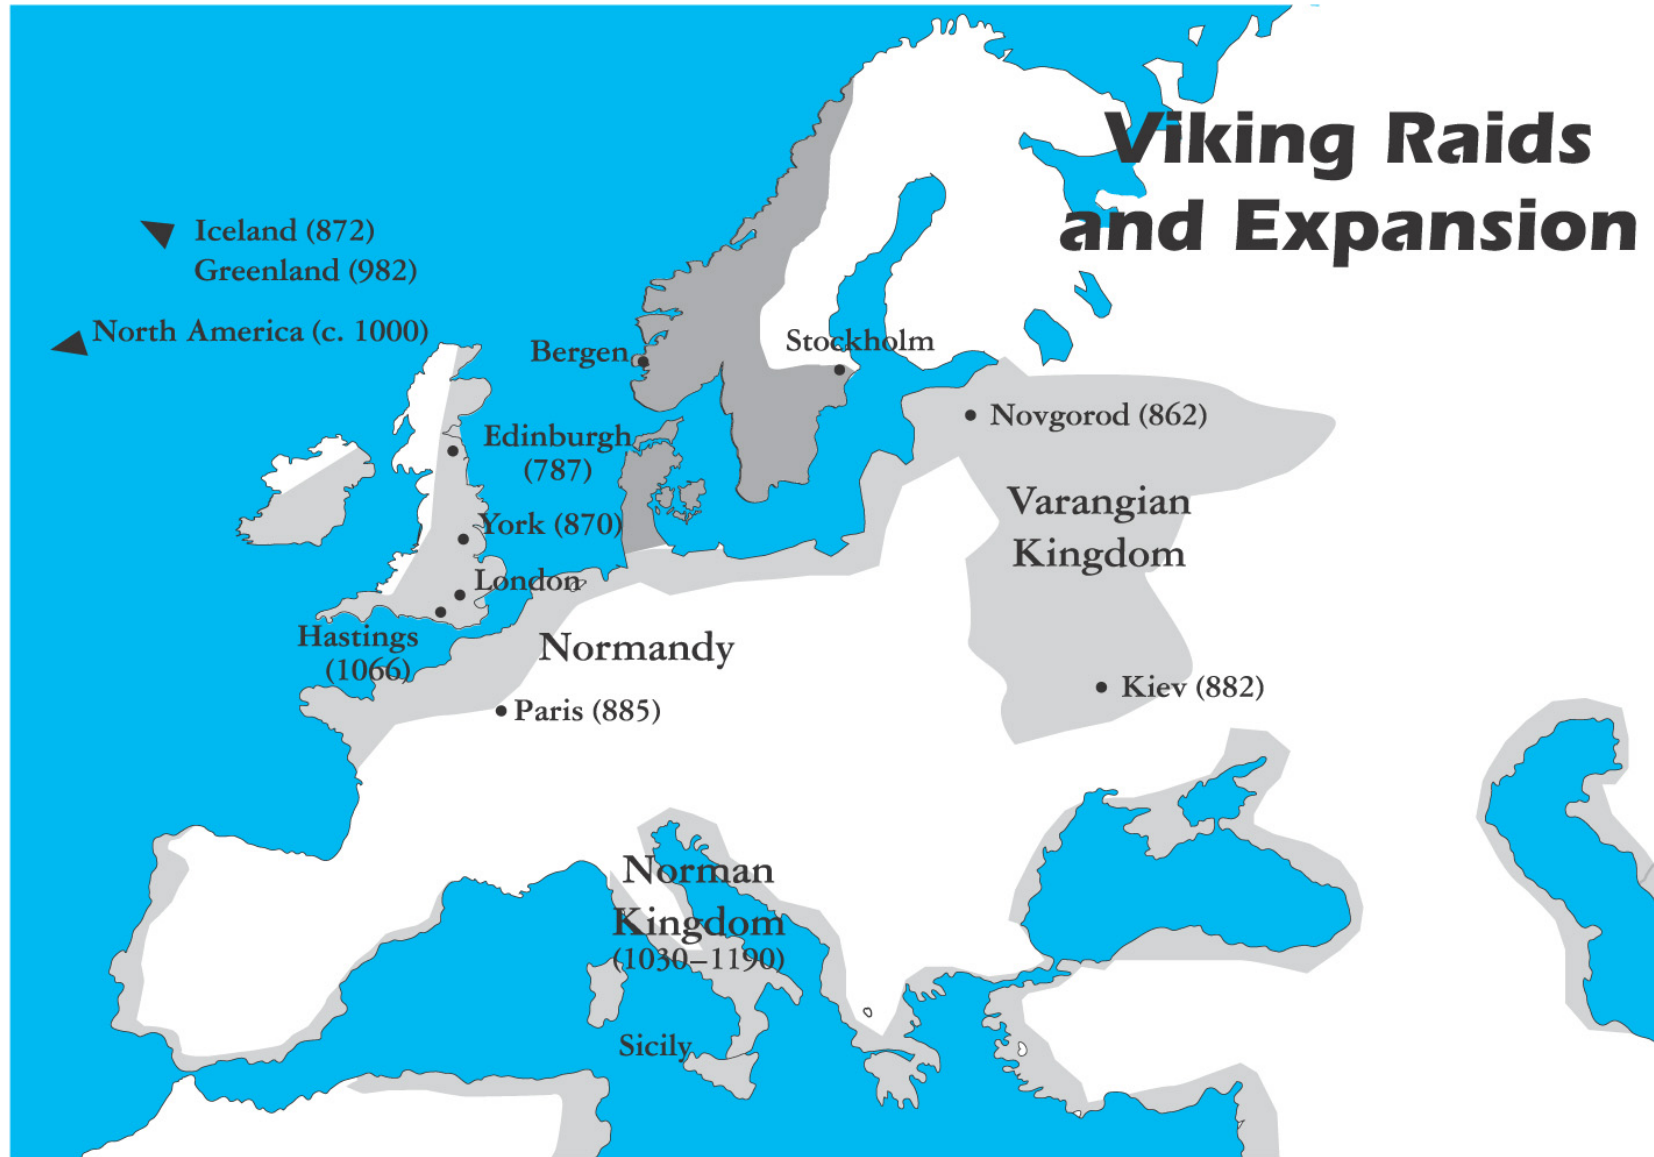 Viking Raids
and Expansion
Iceland (872)
Greenland (982)
North America (c. 1000)
Bergen
Stockholm
Novgorod (862)
Edinburgh
(787)
Varangian
Kingdom
York (870)
London
Hastings
(1066)
Normandy
Kiev (882)
Paris (885)
Norman
Kingdom
(1030–1190)
Sicily